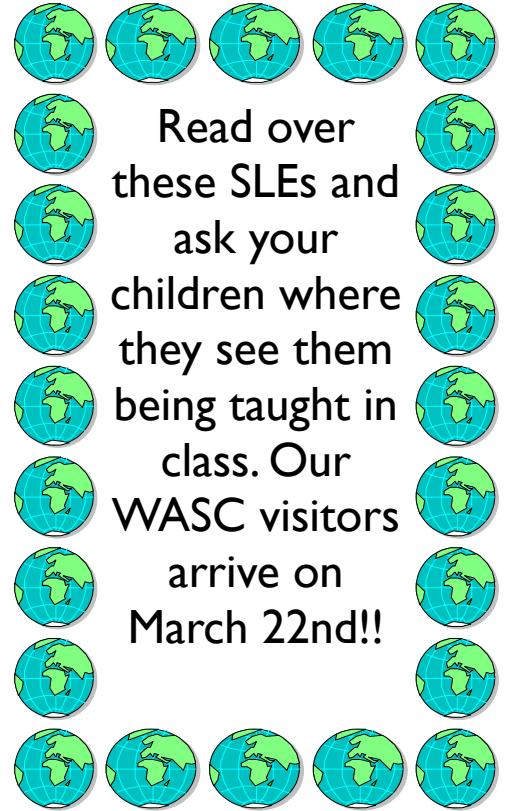 Read over
these SLEs and
ask your
children where
they see them
being taught in
class. Our
WASC visitors
arrive on
March 22nd!!